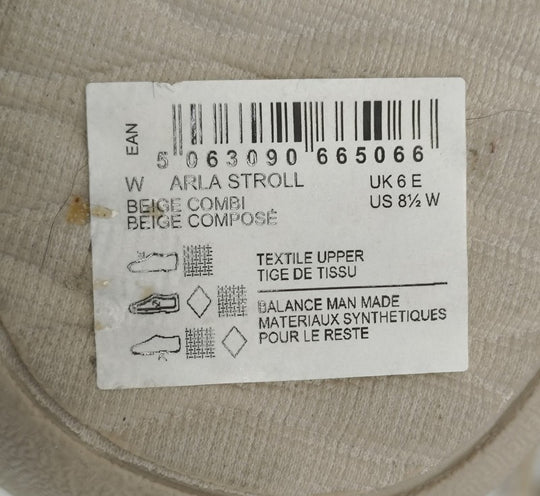 EAN
5 063090 665066
W ARLA STROLL UK 6 E
BEIGE COMBI US 8½ W
BEIGE COMPOSÉ
TEXTILE UPPER
TIGE DE TISSU
BALANCE MAN MADE
MATERIAUX SYNTHETIQUES
POUR LE RESTE